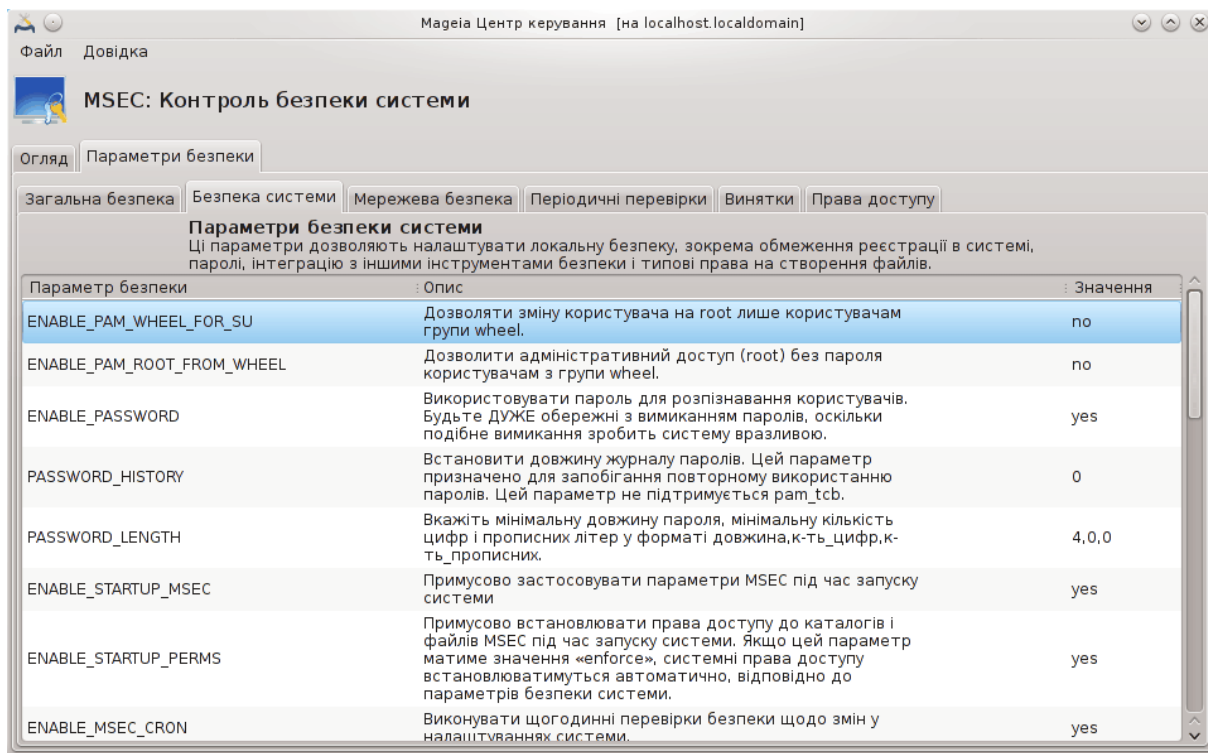 Mageia Центр керування [на localhost.localdomain]
Файл Довідка
MSEC: Контроль безпеки системи
Огляд Параметри безпеки
Загальна безпека Безпека системи Мережева безпека Періодичні перевірки Винятки Права доступу
Параметри безпеки системи
Ці параметри дозволяють налаштувати локальну безпеку, зокрема обмеження реєстрації в системі,
паролі, інтеграцію з іншими інструментами безпеки і типові права на створення файлів.
Параметр безпеки Опис Значення
ENABLE_PAM_WHEEL_FOR_SU Дозволяти зміну користувача на root лише користувачам
групи wheel. no
ENABLE_PAM_ROOT_FROM_WHEEL Дозволити адміністративний доступ (root) без пароля
користувачам з групи wheel. no
Використовувати пароль для розпізнавання користувачів.
ENABLE_PASSWORD Будьте ДУЖЕ обережні з вимиканням паролів, оскільки yes
подібне вимикання зробить систему вразливою.
Встановити довжину журналу паролів. Цей параметр
PASSWORD_HISTORY призначено для запобігання повторному використанню 0
паролів. Цей параметр не підтримується pam_tcb.
Вкажіть мінімальну довжину пароля, мінімальну кількість
PASSWORD_LENGTH цифр і прописних літер у форматі довжина,к-ть_цифр,к- 4,0,0
ть_прописних.
ENABLE_STARTUP_MSEC Примусово застосовувати параметри MSEC під час запуску
системи yes
Примусово встановлювати права доступу до каталогів і
файлів MSEC під час запуску системи. Якщо цей параметр
ENABLE_STARTUP_PERMS матиме значення «enforce», системні права доступу yes
встановлюватимуться автоматично, відповідно до
параметрів безпеки системи.
ENABLE_MSEC_CRON Виконувати щогодинні перевірки безпеки щодо змін у yes
налаштуваннях системи.